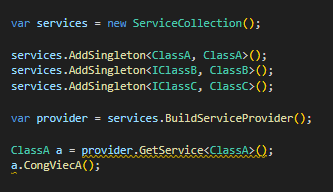 var services = new ServiceCollection();
services.AddSingleton<ClassA, ClassA>();
services.AddSingleton<IClassB, ClassB>();
services.AddSingleton<IClassC, ClassC>();
var provider = services.BuildServiceProvider();
ClassA a = provider.GetService<ClassA>();
a.CongViecA();